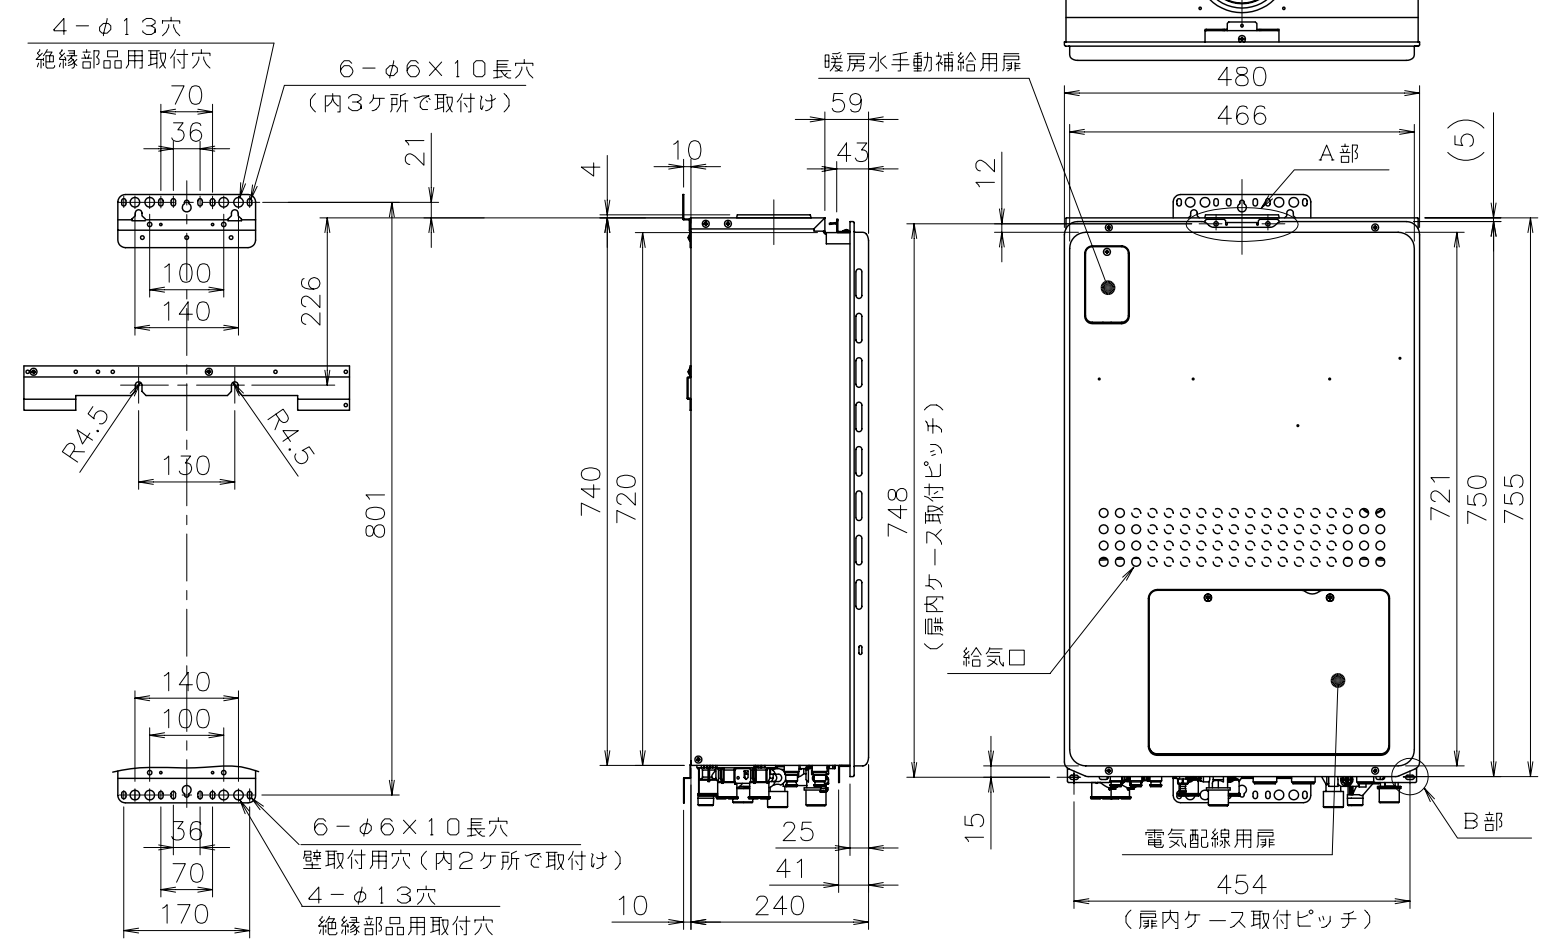 ４－φ１３穴
絶縁部品用取付穴
６－φ６×１０長穴
（内３ケ所で取付け）
70
36
21
100
140
226
R4.5
R4.5
130
801
140
100
36
70
170
６－φ６×１０長穴
壁取付用穴（内２ケ所で取付け）
４－φ１３穴
絶縁部品用取付穴
10
4
59
43
740
720
25
41
10
240
暖房水手動補給用扉
480
466
(5)
A部
12
748
（扉内ケース取付ピッチ）
721
750
755
給気口
15
電気配線用扉
B部
454
（扉内ケース取付ピッチ）